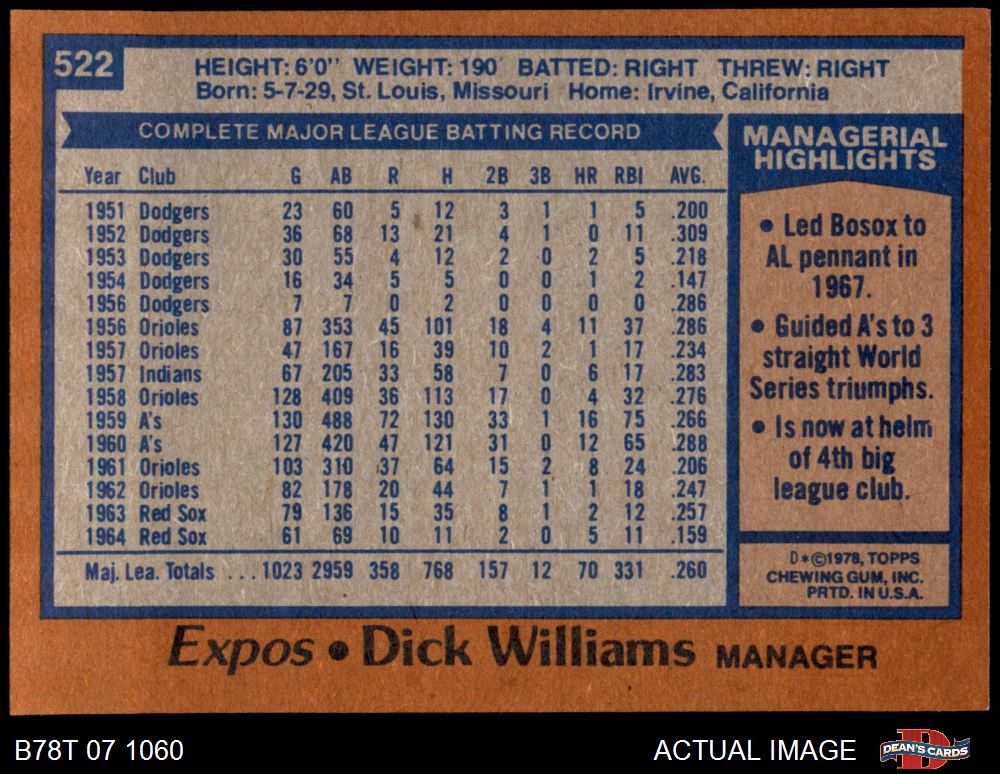 522
HEIGHT: 6'0" WEIGHT: 190 BATTED: RIGHT THREW: RIGHT
Born: 5-7-29, St. Louis, Missouri Home: Irvine, California
COMPLETE MAJOR LEAGUE BATTING RECORD
Year Club G AB R H 2B 3B HR RBI AVG.
1951 Dodgers 23 60 5 12 3 1 1 5 .200
1952 Dodgers 36 68 13 21 4 1 0 11 .309
1953 Dodgers 30 55 4 12 2 0 2 5 .218
1954 Dodgers 16 34 5 5 0 0 1 2 .147
1956 Dodgers 7 7 0 2 0 0 0 0 .286
1956 Orioles 87 353 45 101 18 4 11 37 .286
1957 Orioles 47 167 16 39 10 2 1 17 .234
1957 Indians 67 205 33 58 7 0 6 17 .283
1958 Orioles 128 409 36 113 17 0 4 32 .276
1959 A's 130 488 72 130 33 1 16 75 .266
1960 A's 127 420 47 121 31 0 12 65 .288
1961 Orioles 103 310 37 64 15 2 8 24 .206
1962 Orioles 82 178 20 44 7 1 1 18 .247
1963 Red Sox 79 136 15 35 8 1 2 12 .257
1964 Red Sox 61 69 10 11 2 0 5 11 .159
Maj. Lea. Totals ... 1023 2959 358 768 157 12 70 331 .260
MANAGERIAL
HIGHLIGHTS
• Led Bosox to
AL pennant in
1967.
• Guided A's to 3
straight World
Series triumphs.
• Is now at helm
of 4th big
league club.
D*©1978, TOPPS
CHEWING GUM, INC.
PRTD. IN U.S.A.
Expos • Dick Williams MANAGER
B78T 07 1060
ACTUAL IMAGE
DEAN'S CARDS